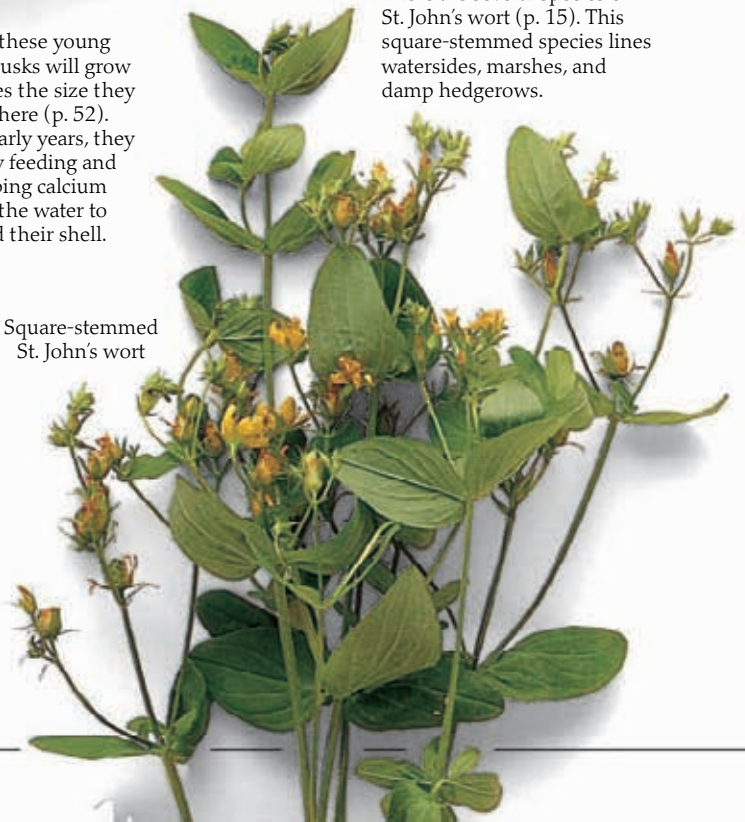 these young
usks will grow
es the size they
here (p. 52).
arly years, they
y feeding and
bing calcium
the water to
d their shell.
St. John's wort (p. 15). This
square-stemmed species lines
watersides, marshes, and
damp hedgerows.
Square-stemmed
St. John's wort